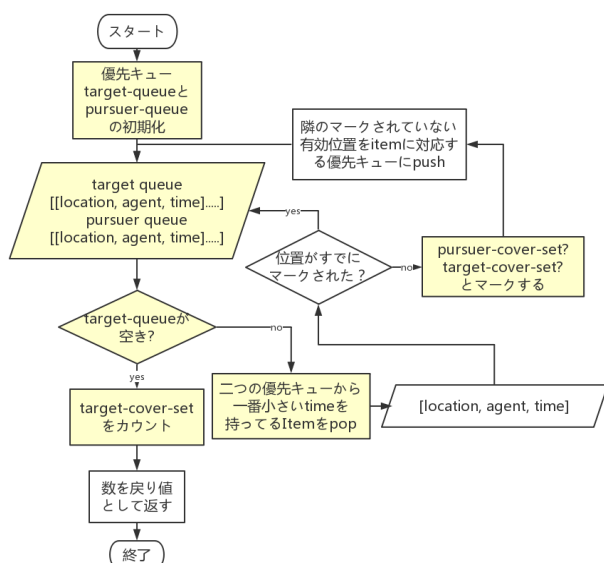 スタート
優先キュー
target-queueと
pursuer-queue
の初期化
隣のマークされていない
有効位置をitemに対応す
る優先キューにpush
target queue
[[location, agent, time].....]
pursuer queue
[[location, agent, time].....]
yes
位置がすでに
マークされた？
no
pursuer-cover-set?
target-cover-set?
とマークする
target-queueが
空き?
no
yes
二つの優先キューから
一番小さいtimeを
持ってるItemをpop
[location, agent, time]
target-cover-set
をカウント
数を戻り値
として返す
終了